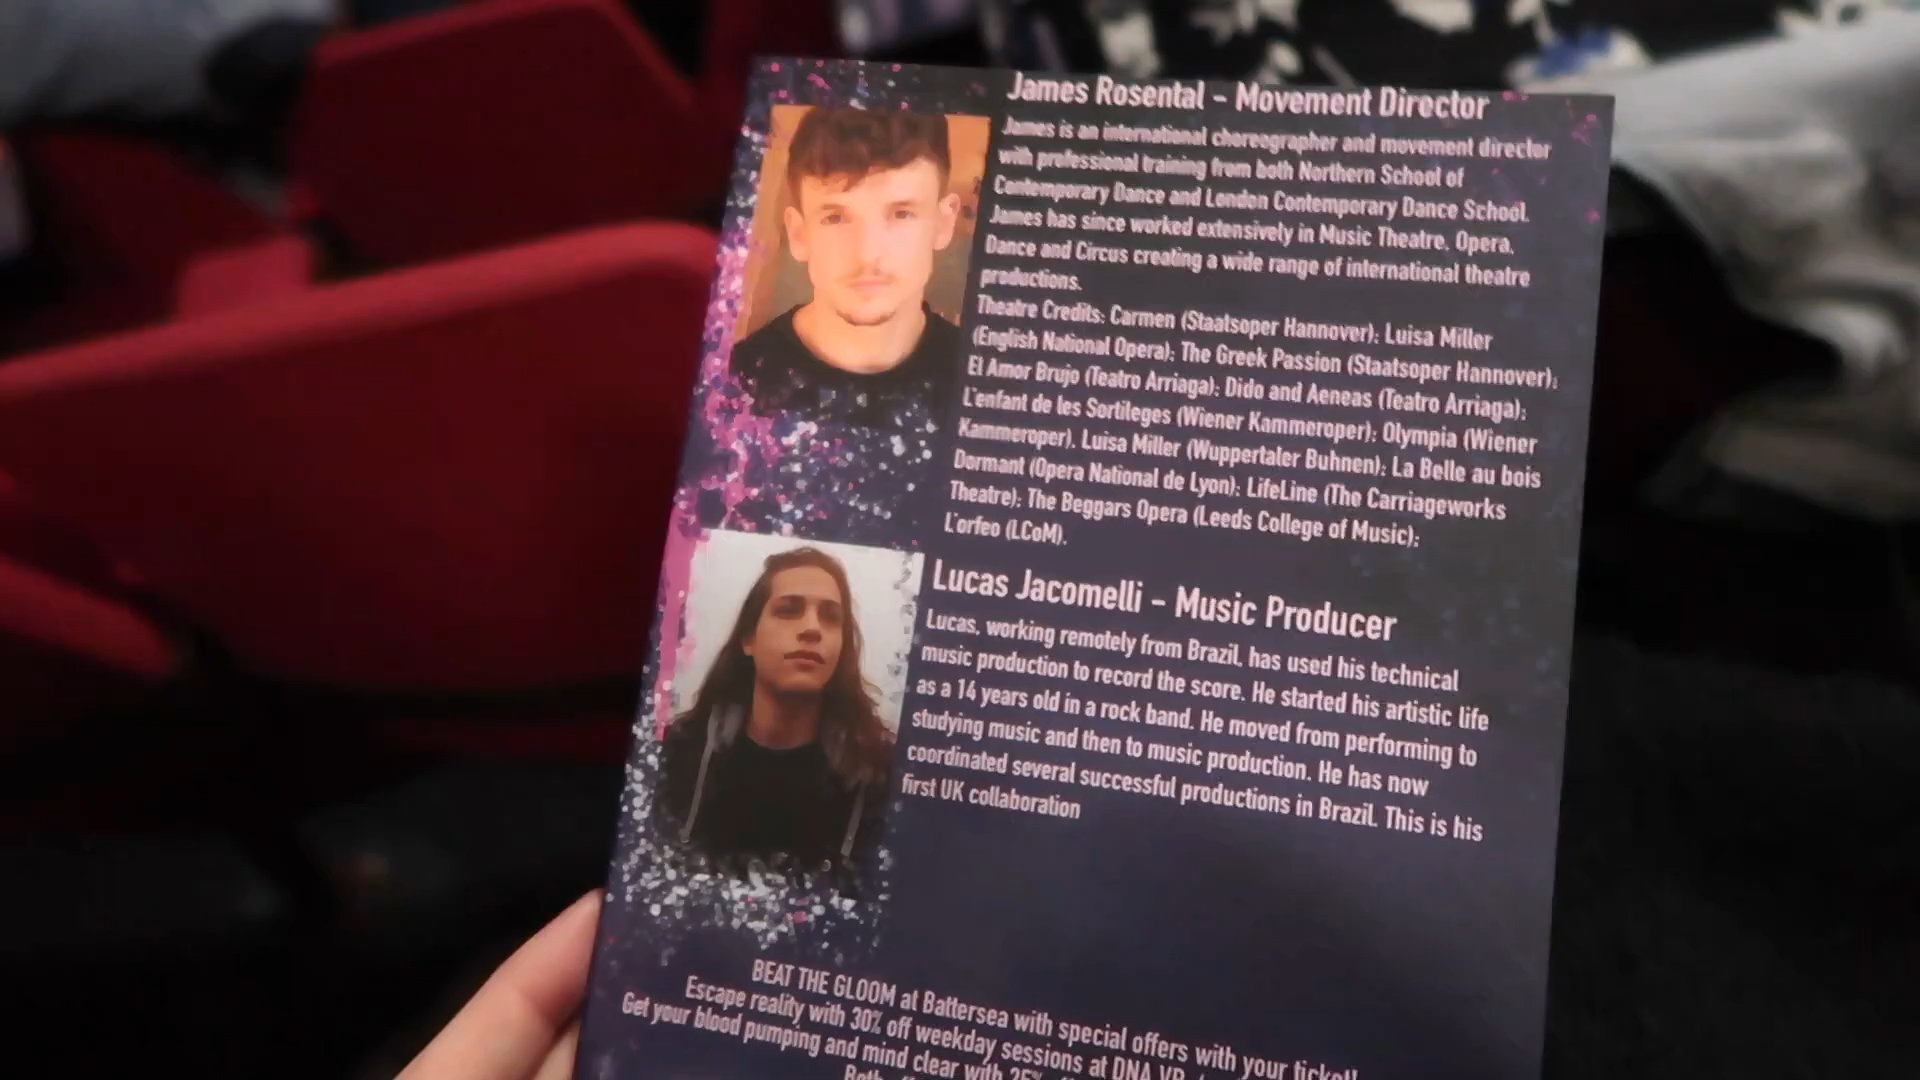 James Rosental - Movement Director
James is an international choreographer and movement director
with professional training from both Northern School of
Contemporary Dance and London Contemporary Dance School.
James has since worked extensively in Music Theatre, Opera,
Dance and Circus creating a wide range of international theatre
productions.
Theatre Credits: Carmen (Staatsoper Hannover); Luisa Miller
(English National Opera); The Greek Passion (Staatsoper Hannover);
El Amor Brujo (Teatro Arriaga); Dido and Aeneas (Teatro Arriaga);
L'enfant de les Sortileges (Wiener Kammeroper); Olympia (Wiener
Kammeroper), Luisa Miller (Wuppertaler Buhnen); La Belle au bois
Dormant (Opera National de Lyon); LifeLine (The Carriageworks
Theatre); The Beggars Opera (Leeds College of Music);
L'orfeo (LCoM).
Lucas Jacomelli - Music Producer
Lucas, working remotely from Brazil, has used his technical
music production to record the score. He started his artistic life
as a 14 years old in a rock band. He moved from performing to
studying music and then to music production. He has now
coordinated several successful productions in Brazil. This is his
first UK collaboration
BEAT THE GLOOM at Battersea with special offers with your ticket!
Escape reality with 30% off weekday sessions at DNA VR
Get your blood pumping and mind clear with 25%